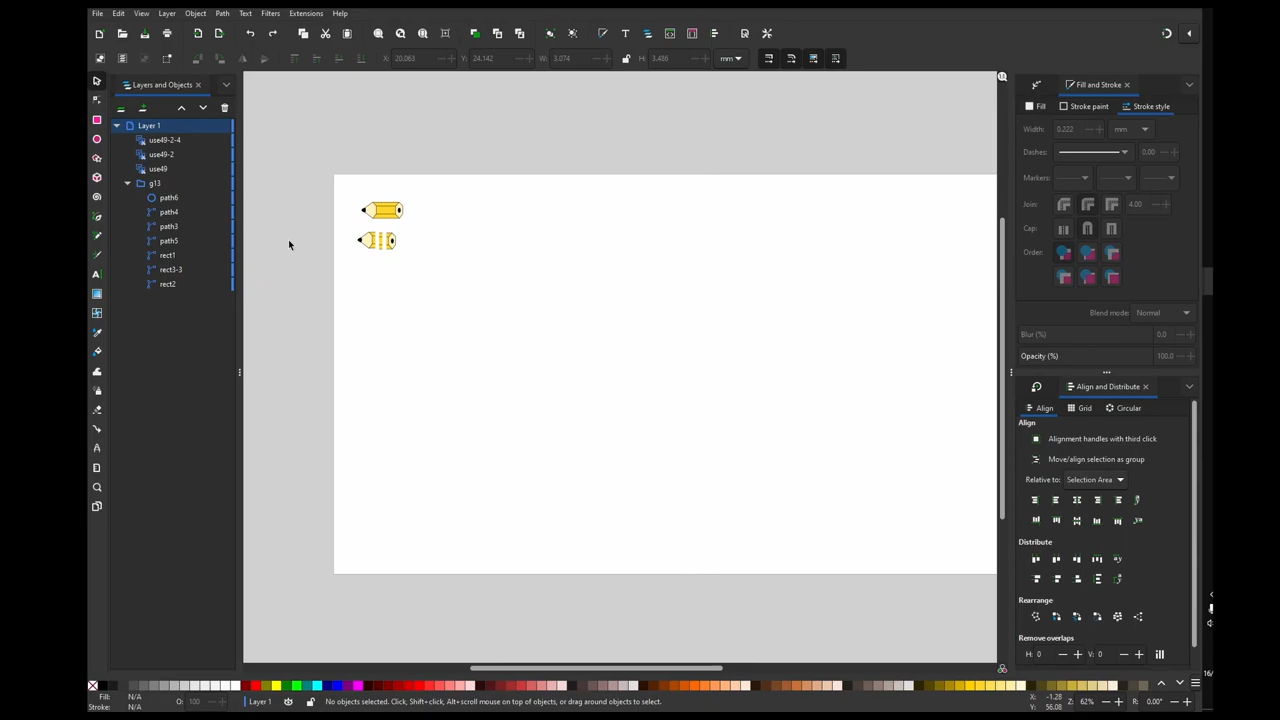 File Edit View Layer Object Path Text Filters Extensions Help
X: 20.063 Y: 24.142 W: 3.074 H: 3.486 mm
Layers and Objects
Layer 1
use49-2-4
use49-2
use49
g13
path6
path4
path3
path5
rect1
rect3-3
rect2
Fill and Stroke
Fill Stroke paint Stroke style
Width: 0.222 mm
Dashes: 0.00
Markers:
Join: 4.00
Cap:
Order:
Blend mode: Normal
Blur (%) 0.0
Opacity (%) 100.0
Align and Distribute
Align Grid Circular
Align
Alignment handles with third click
Move/align selection as group
Relative to: Selection Area
Distribute
Rearrange
Remove overlaps
H: 0 V: 0
16/
Fill: N/A
Stroke: N/A
O: 100
Layer 1
No objects selected. Click, Shift+click, Alt+scroll mouse on top of objects, or drag around objects to select.
X: -1.28
Y: 56.08
Z: 62%
R: 0.00°